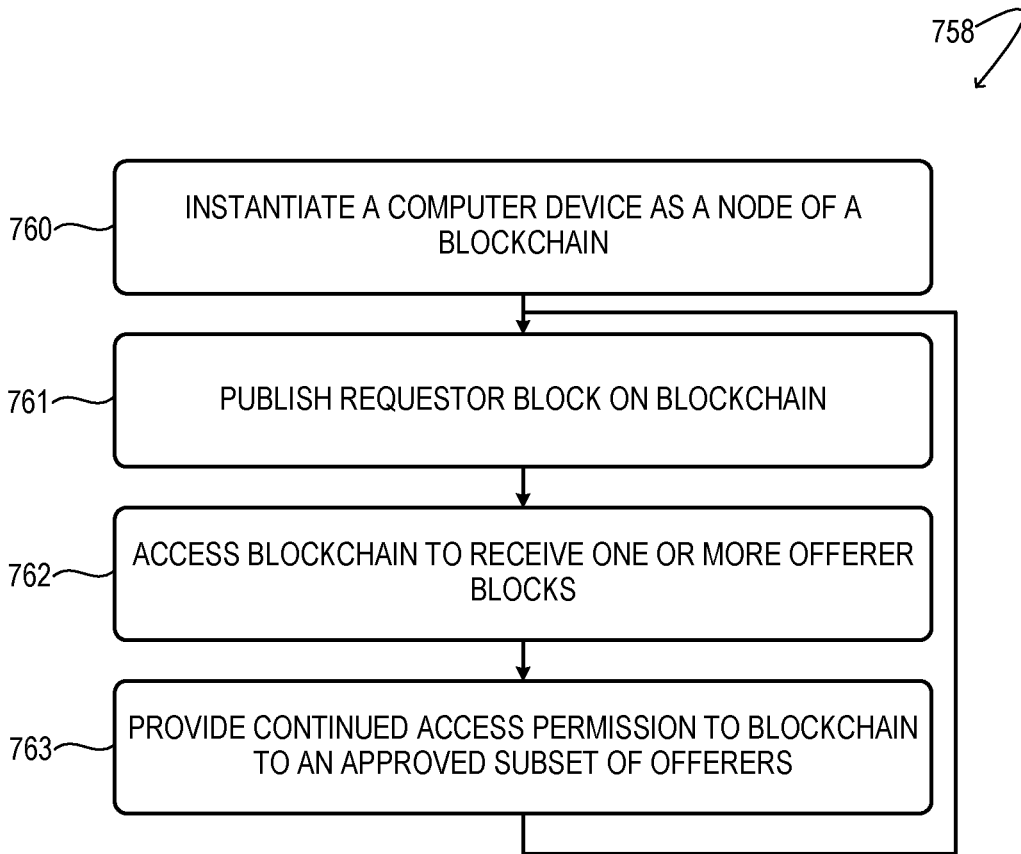 758
760
INSTANTIATE A COMPUTER DEVICE AS A NODE OF A
BLOCKCHAIN
761
PUBLISH REQUESTOR BLOCK ON BLOCKCHAIN
762
ACCESS BLOCKCHAIN TO RECEIVE ONE OR MORE OFFERER
BLOCKS
763
PROVIDE CONTINUED ACCESS PERMISSION TO BLOCKCHAIN
TO AN APPROVED SUBSET OF OFFERERS